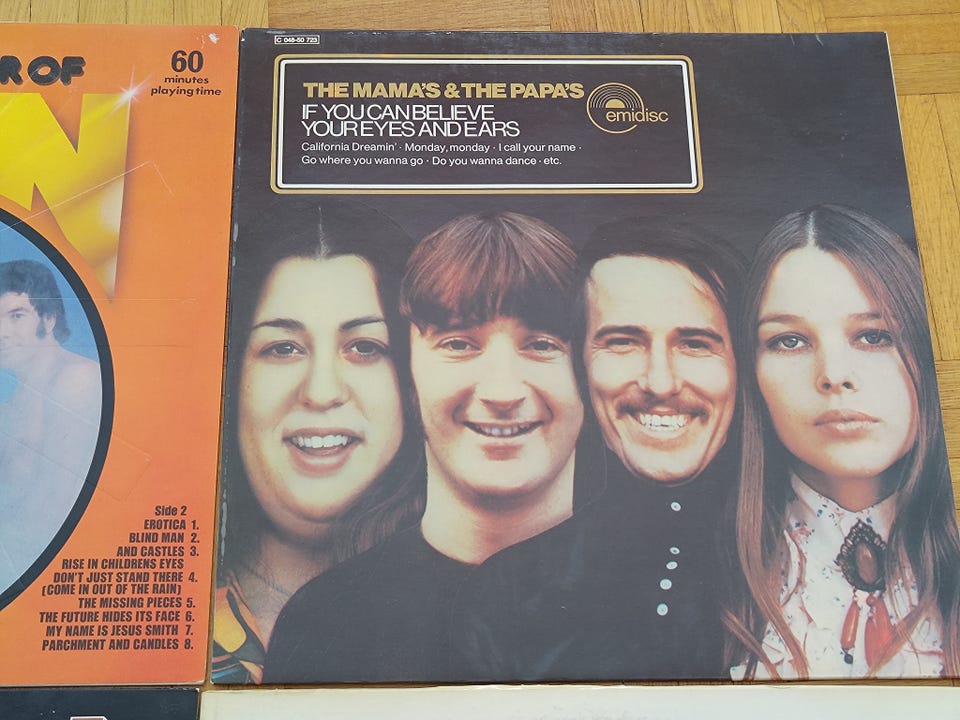 R OF
60
minutes
playing time
Side 2
EROTICA 1.
BLIND MAN 2.
AND CASTLES 3.
RISE IN CHILDRENS EYES
DON'T JUST STAND THERE 4.
(COME IN OUT OF THE RAIN)
THE MISSING PIECES 5.
THE FUTURE HIDES ITS FACE 6.
MY NAME IS JESUS SMITH 7.
PARCHMENT AND CANDLES 8.
C 048-50 723
THE MAMA'S & THE PAPA'S
IF YOU CAN BELIEVE
YOUR EYES AND EARS
emidisc
California Dreamin' · Monday, monday · I call your name ·
Go where you wanna go · Do you wanna dance · etc.